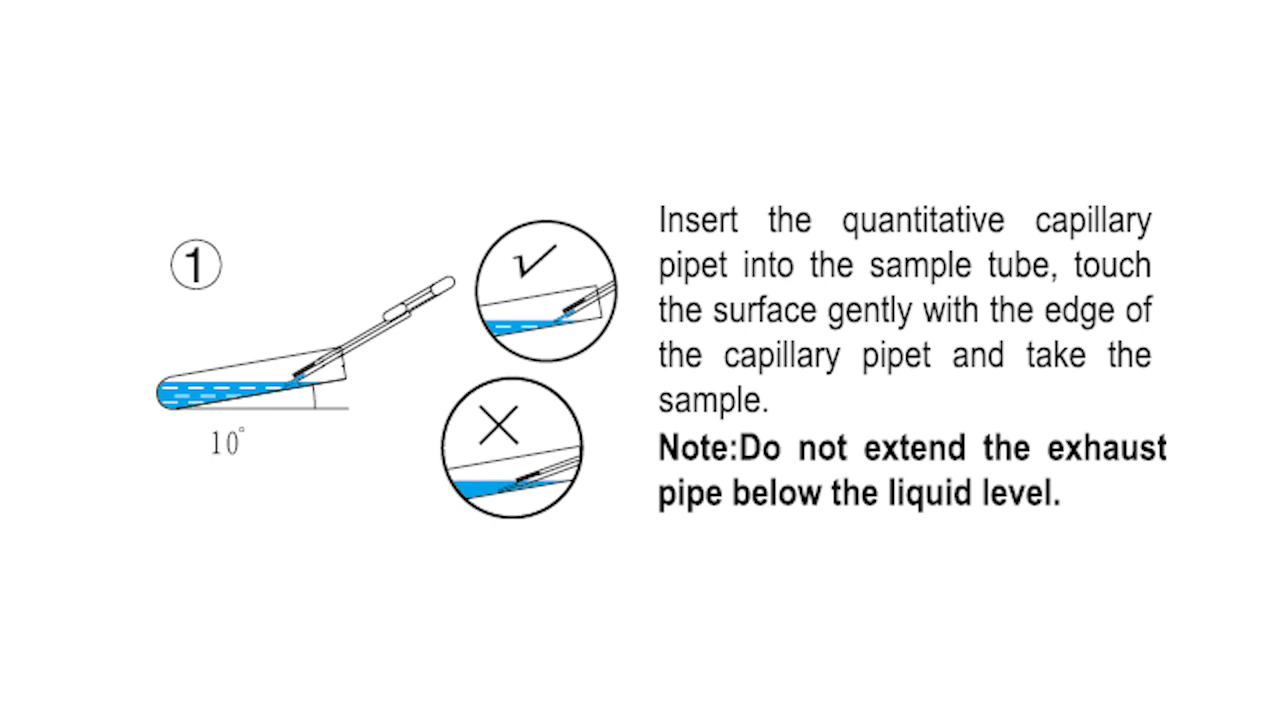 1
10°
Insert the quantitative capillary
pipet into the sample tube, touch
the surface gently with the edge of
the capillary pipet and take the
sample.
Note:Do not extend the exhaust
pipe below the liquid level.